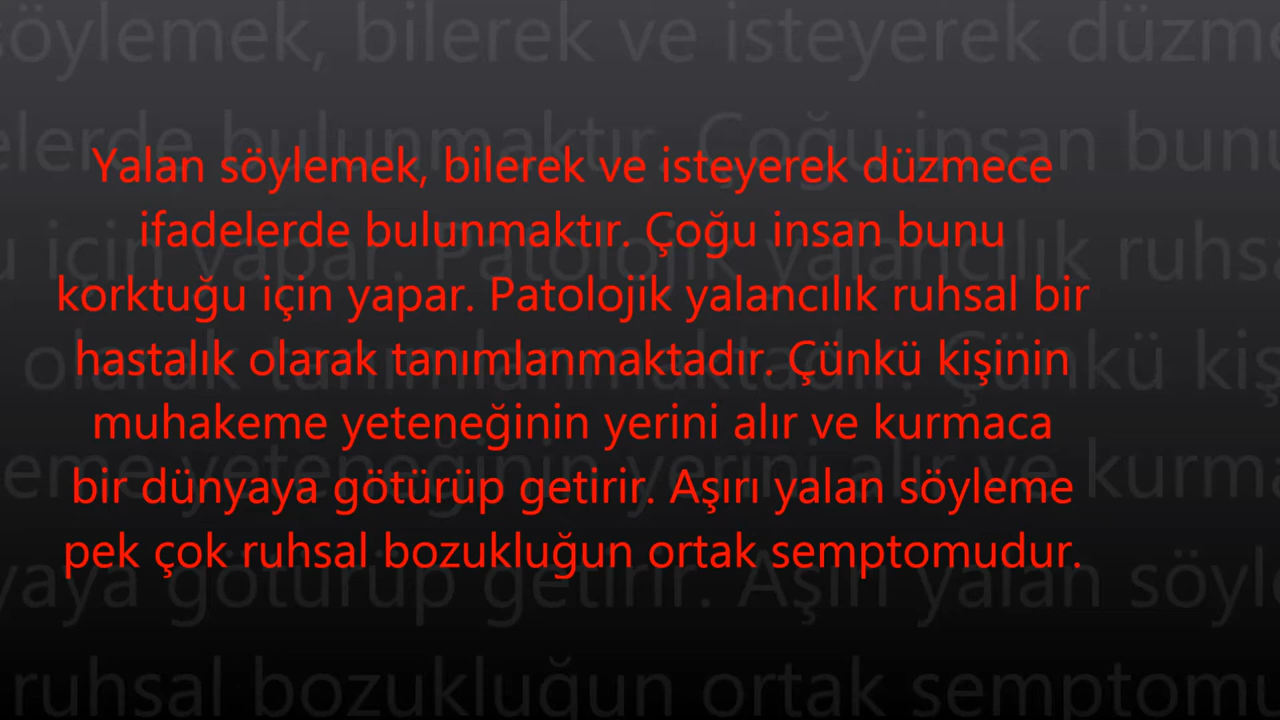 Yalan söylemek, bilerek ve isteyerek düzmece
ifadelerde bulunmaktır. Çoğu insan bunu
korktuğu için yapar. Patolojik yalancılık ruhsal bir
hastalık olarak tanımlanmaktadır. Çünkü kişinin
muhakeme yeteneğinin yerini alır ve kurmaca
bir dünyaya götürüp getirir. Aşırı yalan söyleme
pek çok ruhsal bozukluğun ortak semptomudur.